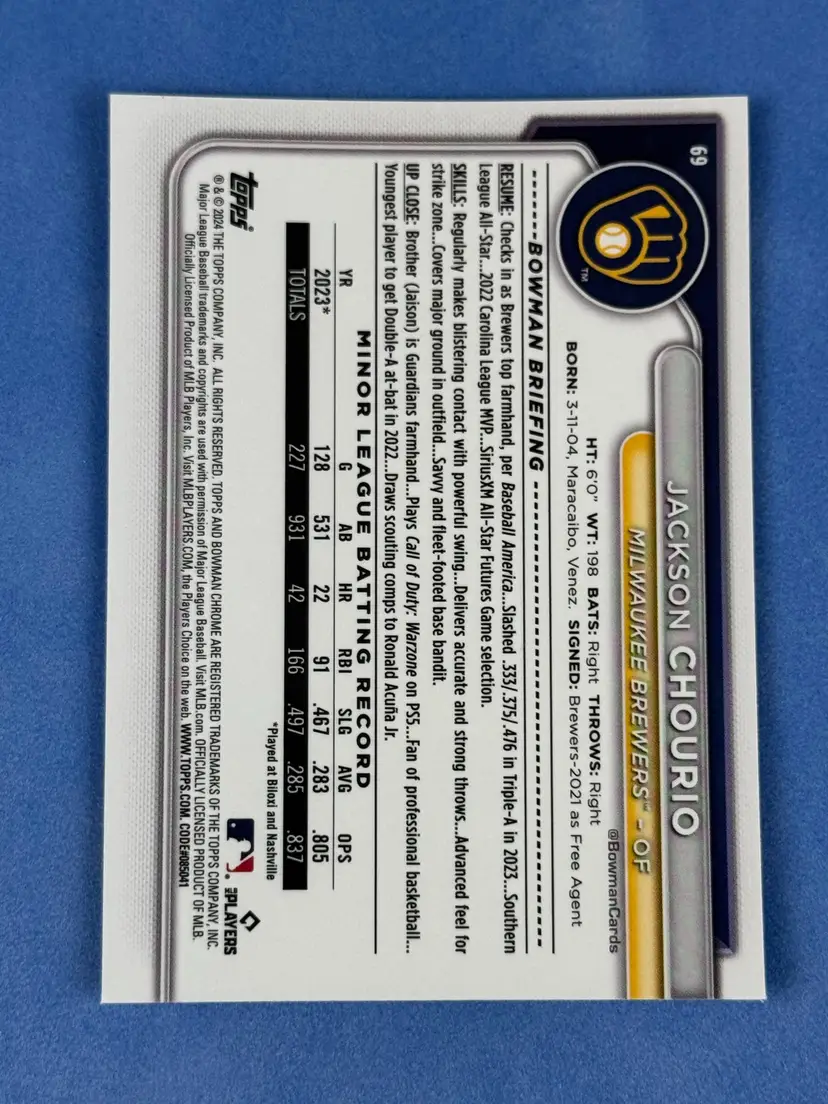 69
JACKSON CHOURIO
MILWAUKEE BREWERS™ - OF
@BowmanCards
HT: 6'0" WT: 198 BATS: Right THROWS: Right
BORN: 3-11-04, Maracaibo, Venez. SIGNED: Brewers-2021 as Free Agent
TM
BOWMAN BRIEFING
RESUME: Checks in as Brewers top farmhand, per Baseball America...Slashed .333/.375/.476 in Triple-A in 2023...Southern
League All-Star...2022 Carolina League MVP...SiriusXM All-Star Futures Game selection.
SKILLS: Regularly makes blistering contact with powerful swing...Delivers accurate and strong throws...Advanced feel for
strike zone...Covers major ground in outfield...Savvy and fleet-footed base bandit.
UP CLOSE: Brother (Jaison) is Guardians farmhand...Plays Call of Duty: Warzone on PS5...Fan of professional basketball...
Youngest player to get Double-A at-bat in 2022...Draws scouting comps to Ronald Acuña Jr.
MINOR LEAGUE BATTING RECORD
YR G AB HR RBI SLG AVG OPS
2023* 128 531 22 91 .467 .283 .805
TOTALS 227 931 42 166 .497 .285 .837
*Played at Biloxi and Nashville
topps
MLB PLAYERS
® & © 2024 THE TOPPS COMPANY, INC. ALL RIGHTS RESERVED. TOPPS AND BOWMAN CHROME ARE REGISTERED TRADEMARKS OF THE TOPPS COMPANY, INC.
Major League Baseball trademarks and copyrights are used with permission of Major League Baseball. Visit MLB.com. OFFICIALLY LICENSED PRODUCT OF MLB
Officially Licensed Product of MLB Players, Inc. Visit MLBPLAYERS.COM, the Players Choice on the web. WWW.TOPPS.COM. CODE#085041